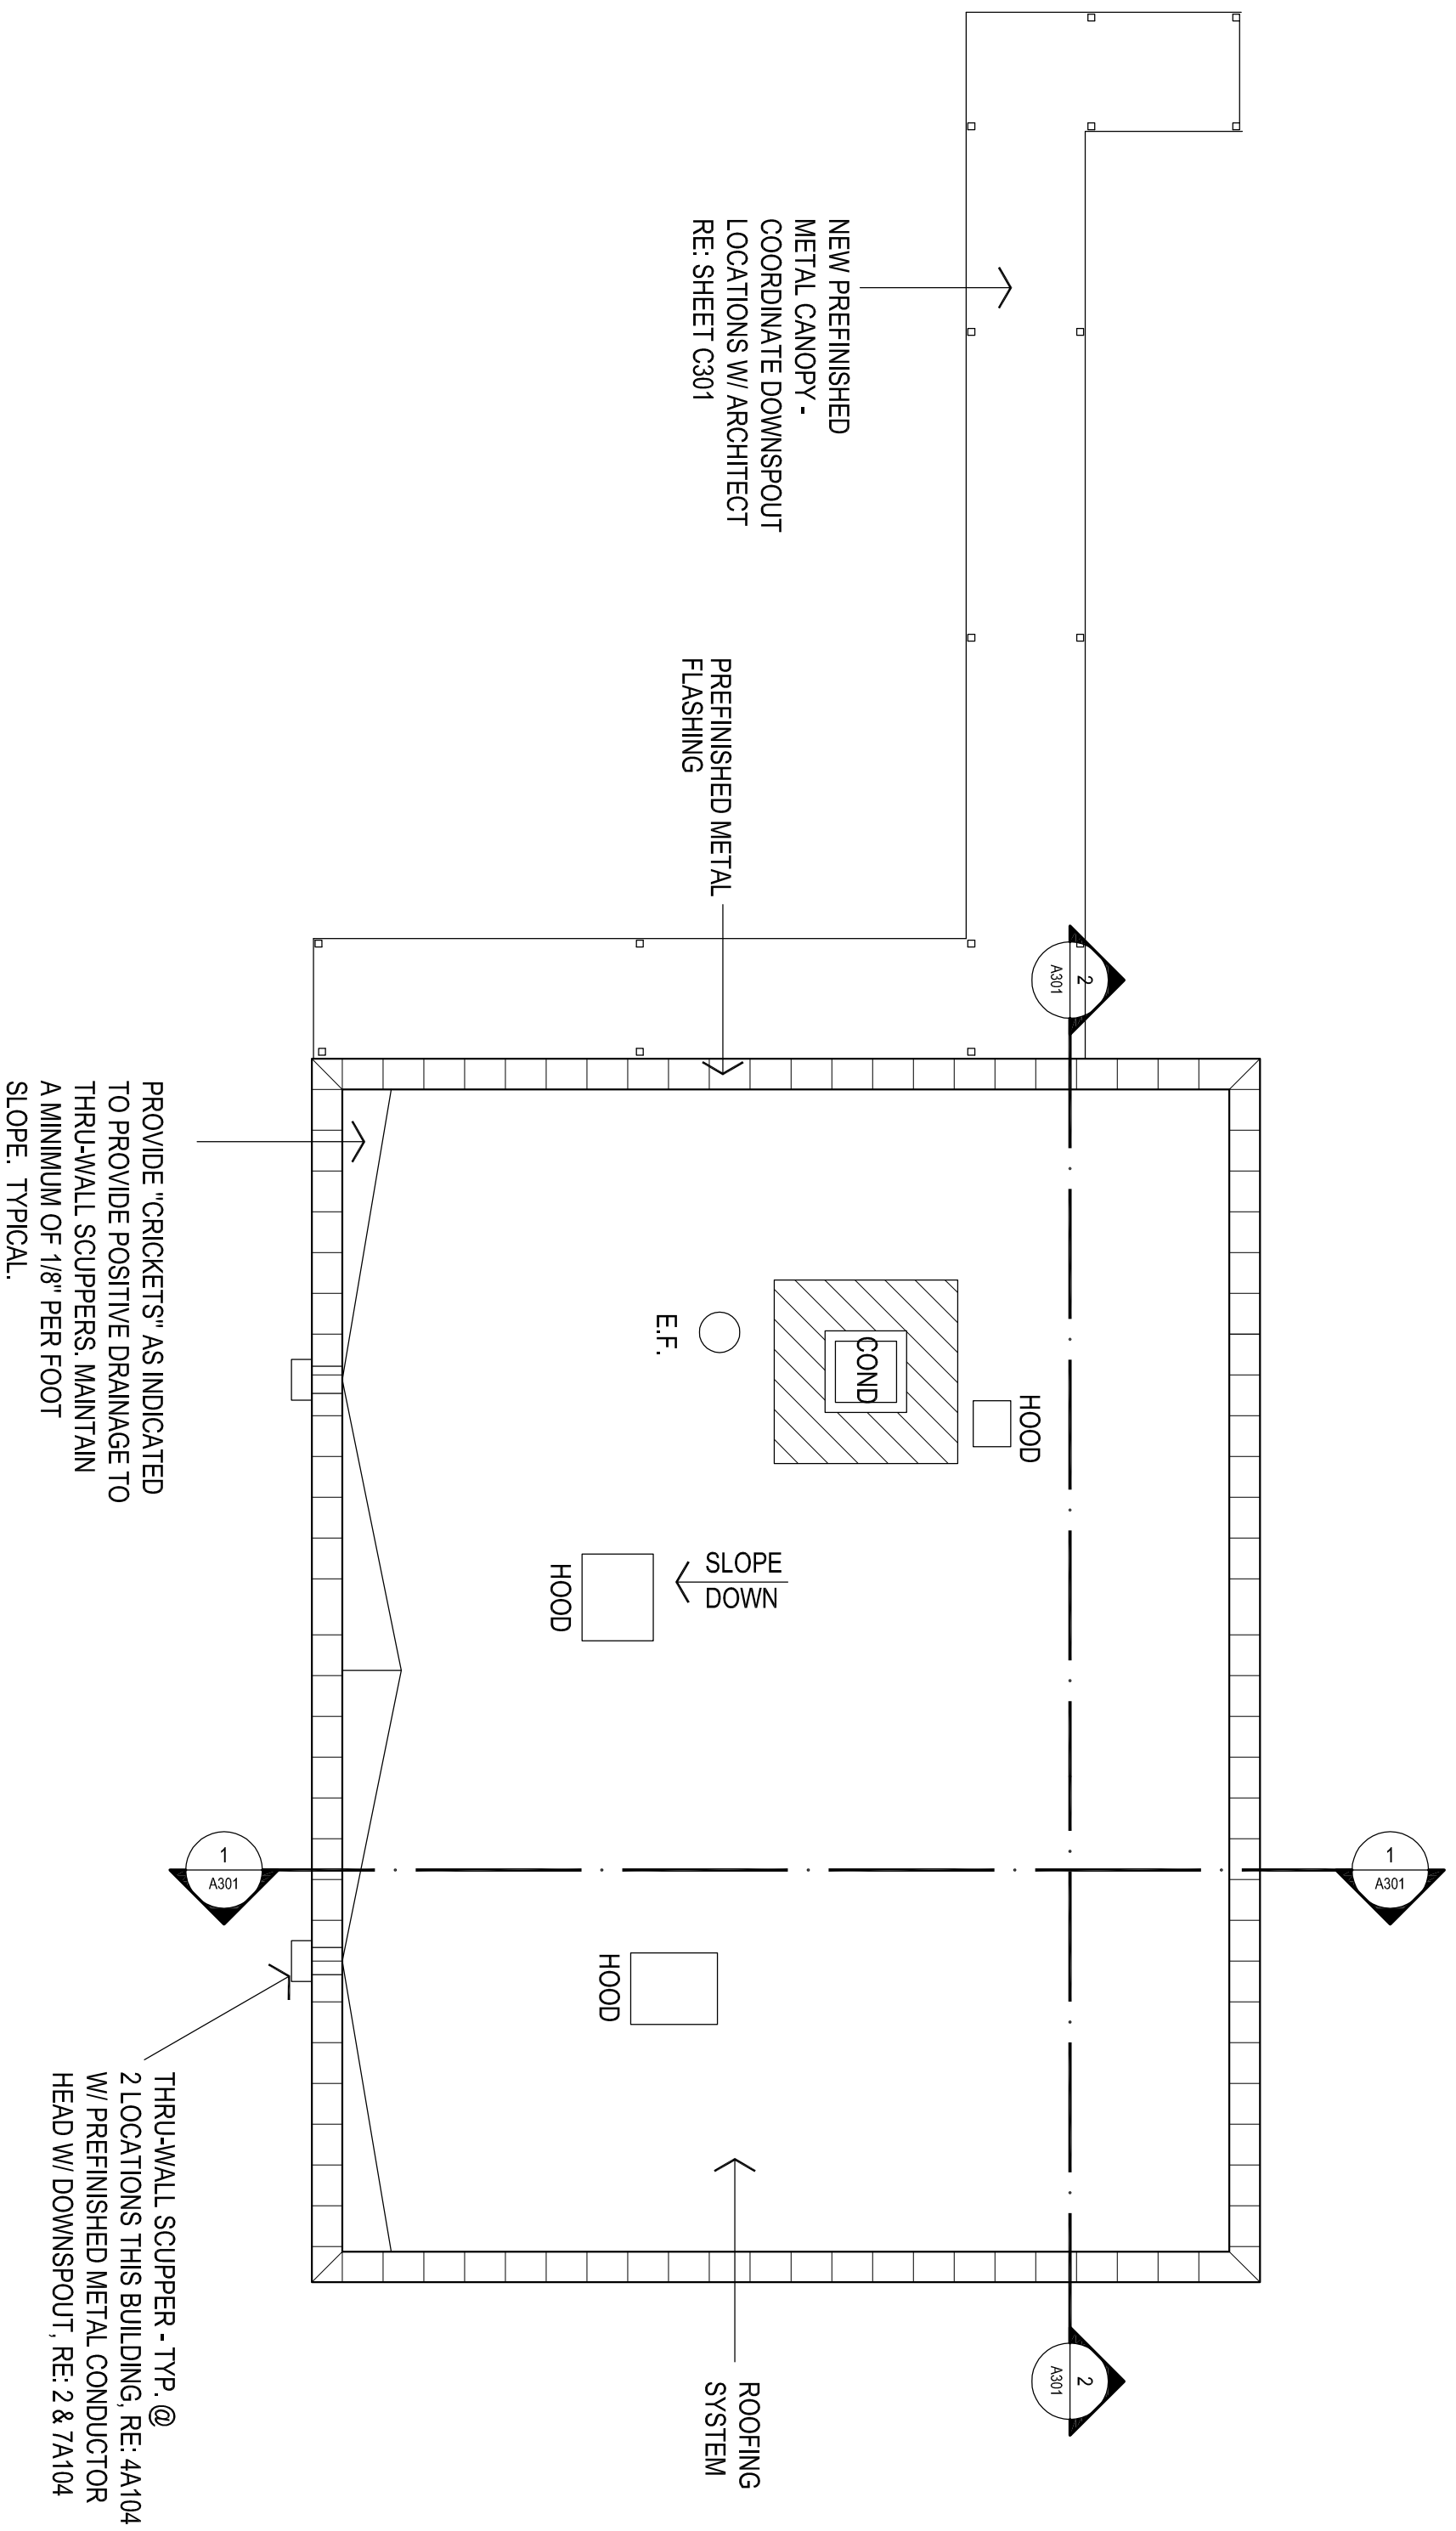 NEW PREFINISHED
METAL CANOPY -
COORDINATE DOWNSPOUT
LOCATIONS W/ ARCHITECT
RE: SHEET C301
PREFINISHED METAL
FLASHING
2
A301
PROVIDE "CRICKETS" AS INDICATED
TO PROVIDE POSITIVE DRAINAGE TO
THRU-WALL SCUPPERS. MAINTAIN
A MINIMUM OF 1/8" PER FOOT
SLOPE. TYPICAL.
E.F.
COND
HOOD
HOOD
SLOPE
DOWN
1
A301
1
A301
HOOD
THRU-WALL SCUPPER - TYP. @
2 LOCATIONS THIS BUILDING, RE: 4A104
W/ PREFINISHED METAL CONDUCTOR
HEAD W/ DOWNSPOUT, RE: 2 & 7A104
ROOFING
SYSTEM
2
A301